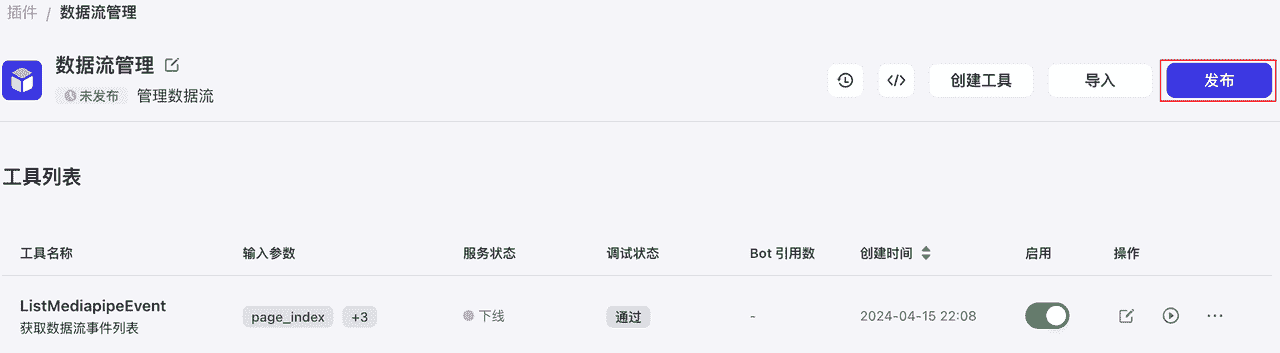 插件 / 数据流管理
数据流管理
未发布 管理数据流
创建工具 导入 发布
工具列表
工具名称 输入参数 服务状态 调试状态 Bot 引用数 创建时间 启用 操作
ListMediapipeEvent
page_index +3 下线 通过 - 2024-04-15 22:08
获取数据流事件列表